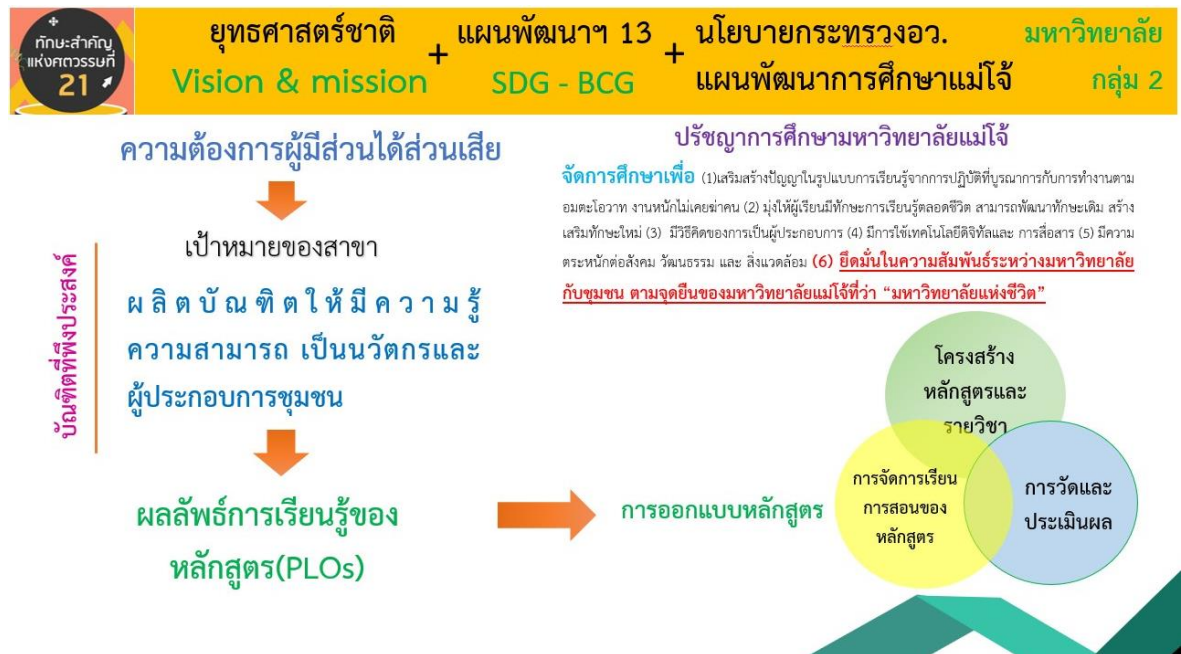 ทักษะสำคัญ
แห่งศตวรรษที่
21
ยุทธศาสตร์ชาติ + แผนพัฒนาฯ 13 + นโยบายกระทรวงอว. มหาวิทยาลัย
Vision & mission SDG - BCG แผนพัฒนาการศึกษาแม่โจ้ กลุ่ม 2
ความต้องการผู้มีส่วนได้ส่วนเสีย
เป้าหมายของสาขา
บัณฑิตที่พึงประสงค์
ผลิตบัณฑิตให้มีความรู้
ความสามารถ เป็นนวัตกรและ
ผู้ประกอบการชุมชน
ผลลัพธ์การเรียนรู้ของ
หลักสูตร(PLOs)
ปรัชญาการศึกษามหาวิทยาลัยแม่โจ้
จัดการศึกษาเพื่อ (1)เสริมสร้างปัญญาในรูปแบบการเรียนรู้จากการปฏิบัติที่บูรณาการกับการทำงานตาม
อมตะโอวาท งานหนักไม่เคยฆ่าคน (2) มุ่งให้ผู้เรียนมีทักษะการเรียนรู้ตลอดชีวิต สามารถพัฒนาทักษะเดิม สร้าง
เสริมทักษะใหม่ (3) มีวิธีคิดของการเป็นผู้ประกอบการ (4) มีการใช้เทคโนโลยีดิจิทัลและ การสื่อสาร (5) มีความ
ตระหนักต่อสังคม วัฒนธรรม และ สิ่งแวดล้อม (6) ยึดมั่นในความสัมพันธ์ระหว่างมหาวิทยาลัย
กับชุมชน ตามจุดยืนของมหาวิทยาลัยแม่โจ้ที่ว่า “มหาวิทยาลัยแห่งชีวิต”
การออกแบบหลักสูตร
โครงสร้าง
หลักสูตรและ
รายวิชา
การจัดการเรียน
การสอนของ
หลักสูตร
การวัดและ
ประเมินผล